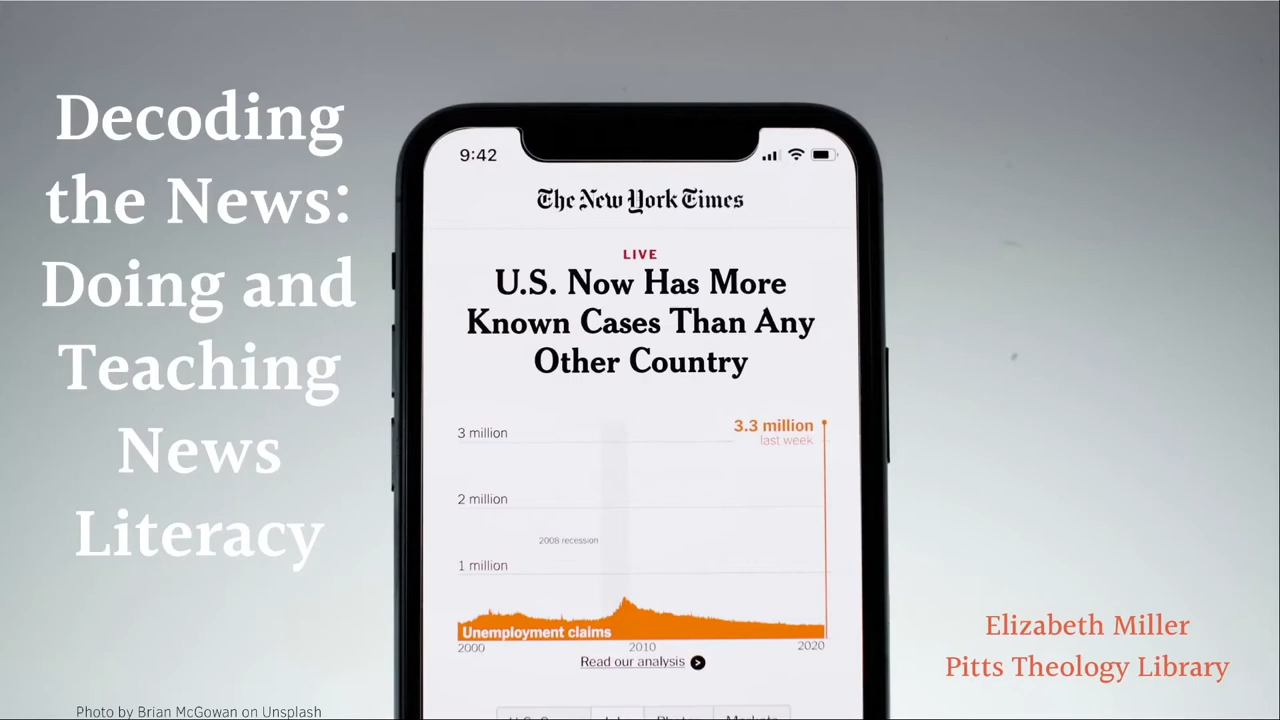 Decoding
the News:
Doing and
Teaching
News
Literacy
9:42
The New York Times
LIVE
U.S. Now Has More
Known Cases Than Any
Other Country
3.3 million
last week
3 million
2 million
2008 recession
1 million
Unemployment claims
2000 2010 2020
Read our analysis
Elizabeth Miller
Pitts Theology Library
Photo by Brian McGowan on Unsplash